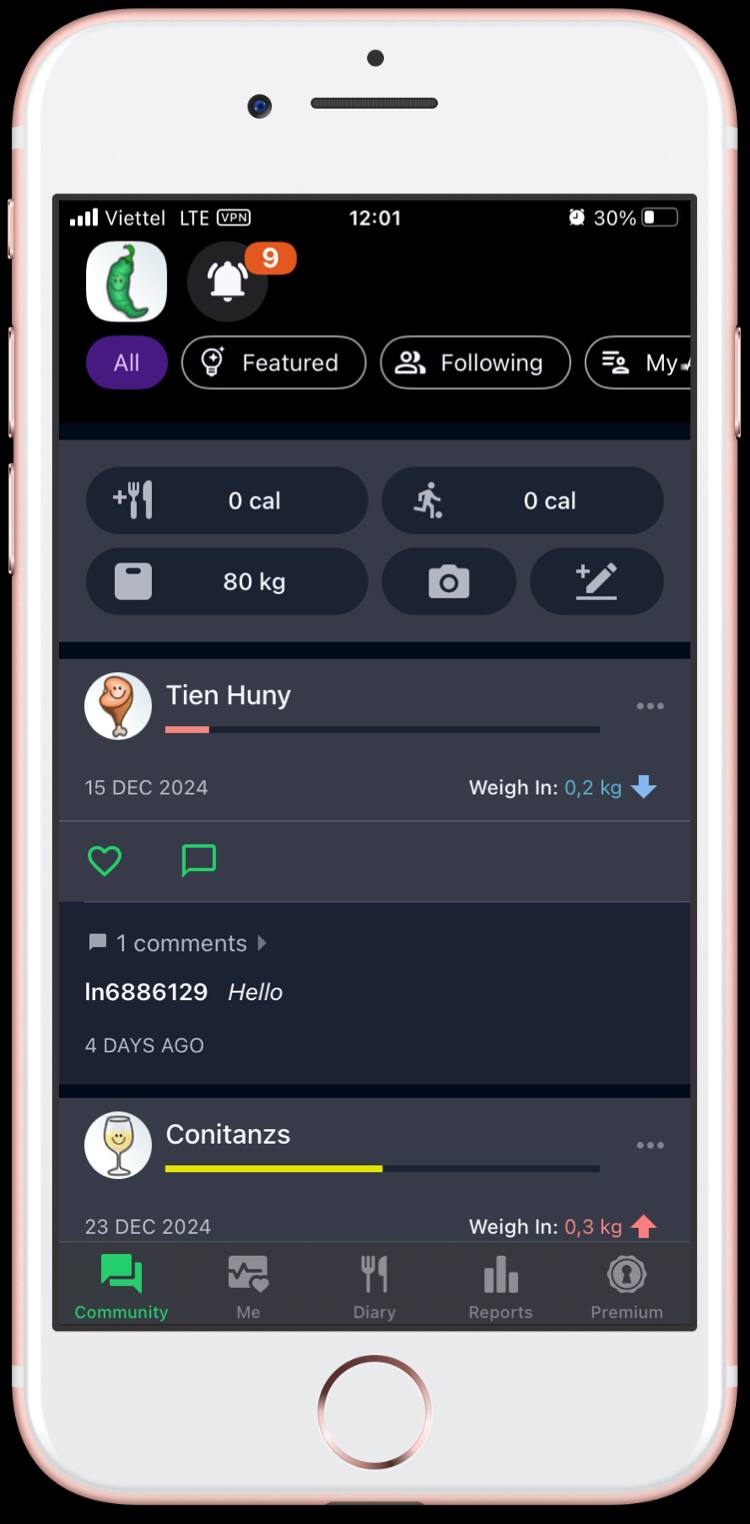 Viettel LTE VPN 12:01 30%
9
All Featured Following My
0 cal 0 cal
80 kg
Tien Huny
15 DEC 2024 Weigh In: 0,2 kg
1 comments
ln6886129 Hello
4 DAYS AGO
Conitanzs
23 DEC 2024 Weigh In: 0,3 kg
Community Me Diary Reports Premium